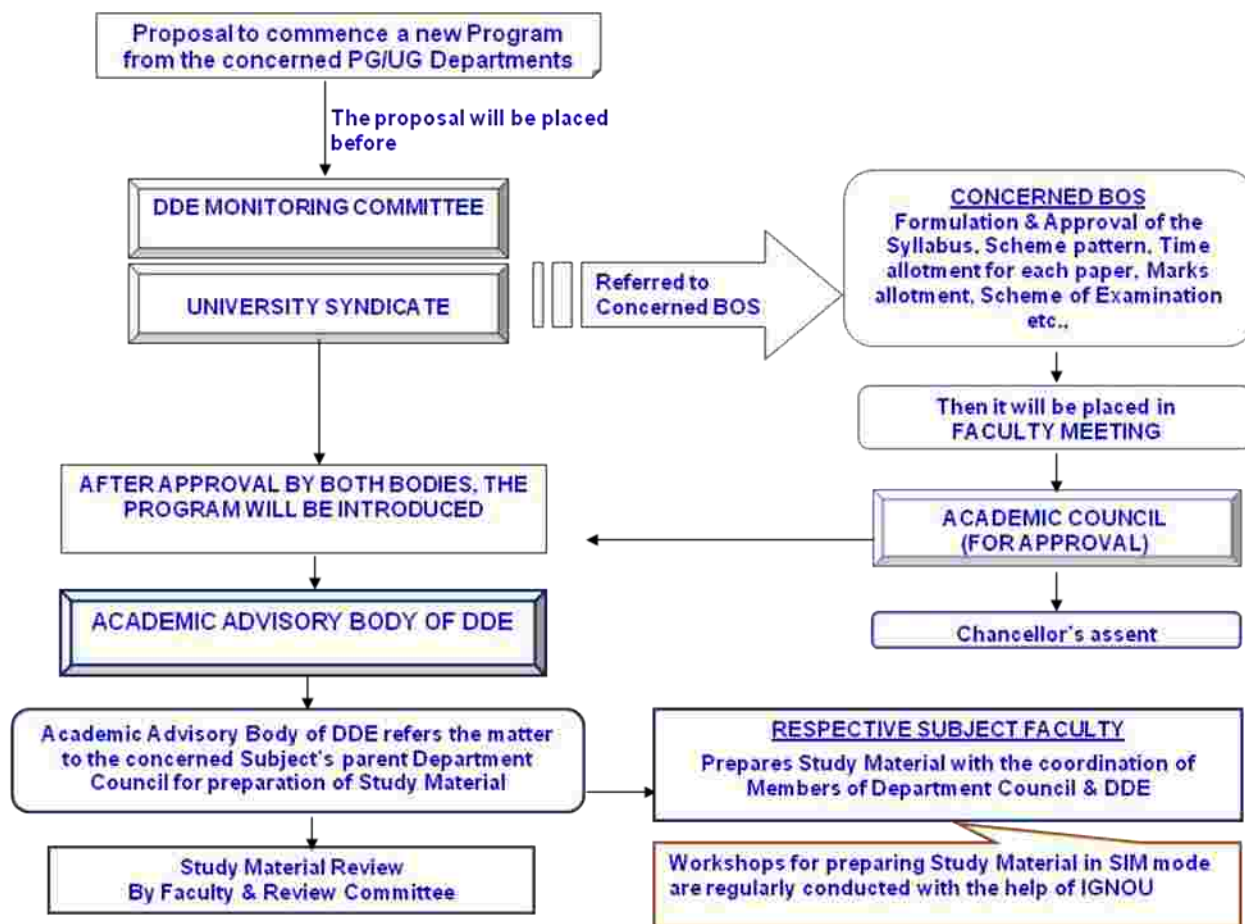 Proposal to commence a new Program
from the concerned PG/UG Departments
The proposal will be placed
before
DDE MONITORING COMMITTEE
UNIVERSITY SYNDICATE
Referred to
Concerned BOS
CONCERNED BOS
Formulation & Approval of the
Syllabus, Scheme pattern, Time
allotment for each paper, Marks
allotment, Scheme of Examination
etc.,
Then it will be placed in
FACULTY MEETING
ACADEMIC COUNCIL
(FOR APPROVAL)
Chancellor's assent
AFTER APPROVAL BY BOTH BODIES, THE
PROGRAM WILL BE INTRODUCED
ACADEMIC ADVISORY BODY OF DDE
Academic Advisory Body of DDE refers the matter
to the concerned Subject's parent Department
Council for preparation of Study Material
RESPECTIVE SUBJECT FACULTY
Prepares Study Material with the coordination of
Members of Department Council & DDE
Workshops for preparing Study Material in SIM mode
are regularly conducted with the help of IGNOU
Study Material Review
By Faculty & Review Committee